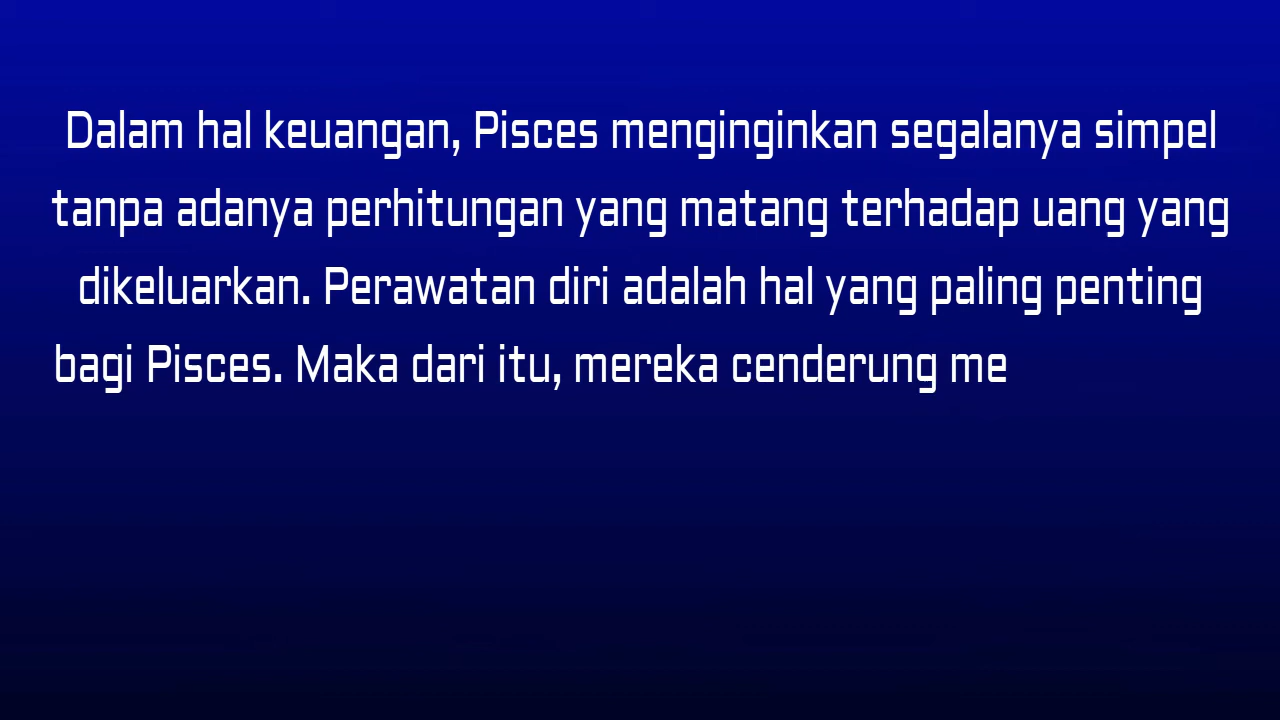 Dalam hal keuangan, Pisces menginginkan segalanya simpel
tanpa adanya perhitungan yang matang terhadap uang yang
dikeluarkan. Perawatan diri adalah hal yang paling penting
bagi Pisces. Maka dari itu, mereka cenderung me